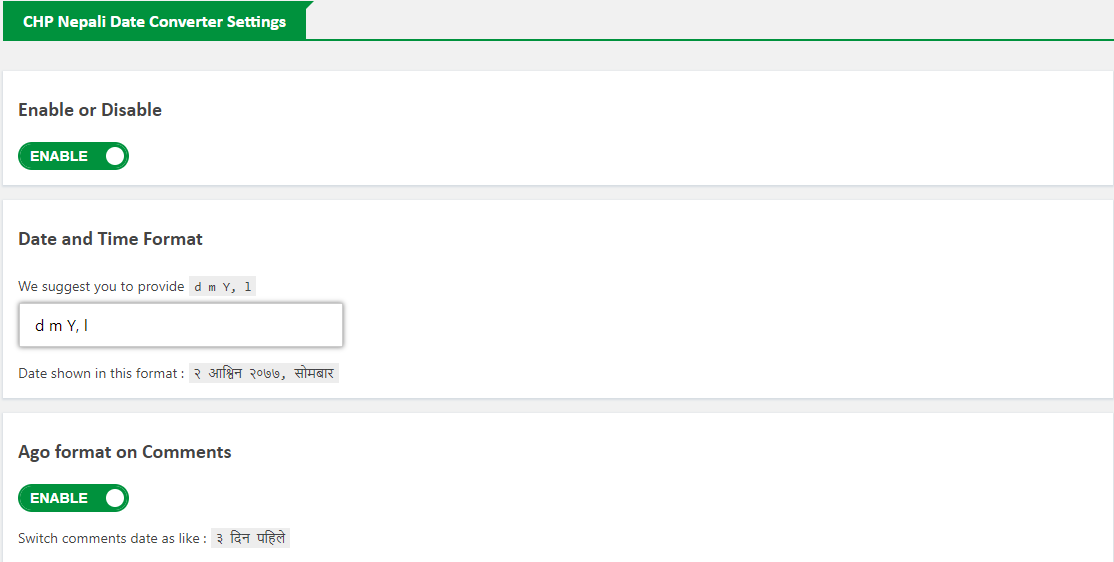 CHP Nepali Date Converter Settings
Enable or Disable
ENABLE
Date and Time Format
We suggest you to provide d m Y, l
d m Y, l
Date shown in this format : २ आश्विन २०७७, सोमबार
Ago format on Comments
ENABLE
Switch comments date as like : ३ दिन पहिले